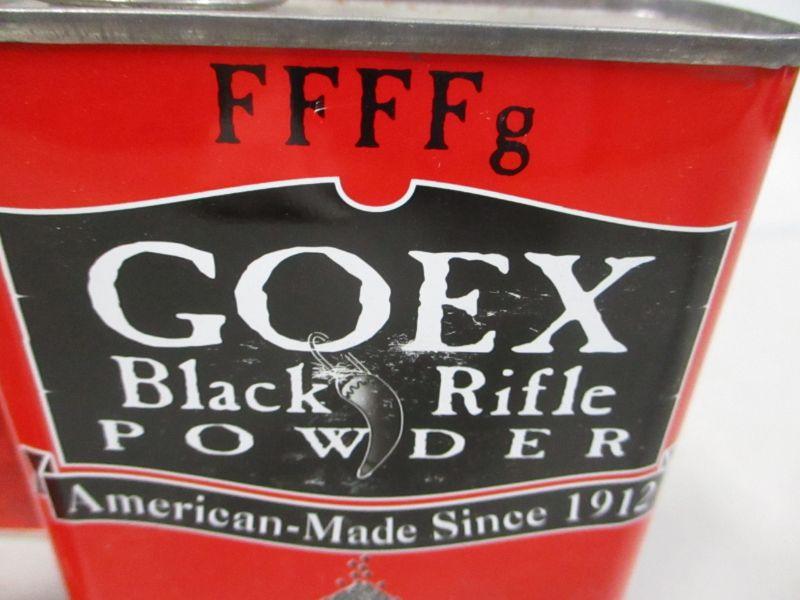 FFFFg
GOEX
Black Rifle
POWDER
American-Made Since 1912